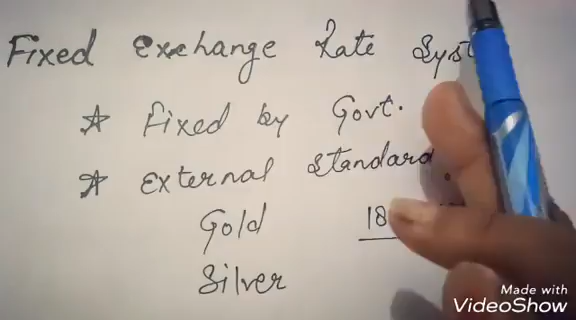 Fixed Exchange Rate Syst
* Fixed by Govt.
* External Standard.
Gold 18
Silver
Made with
VideoShow